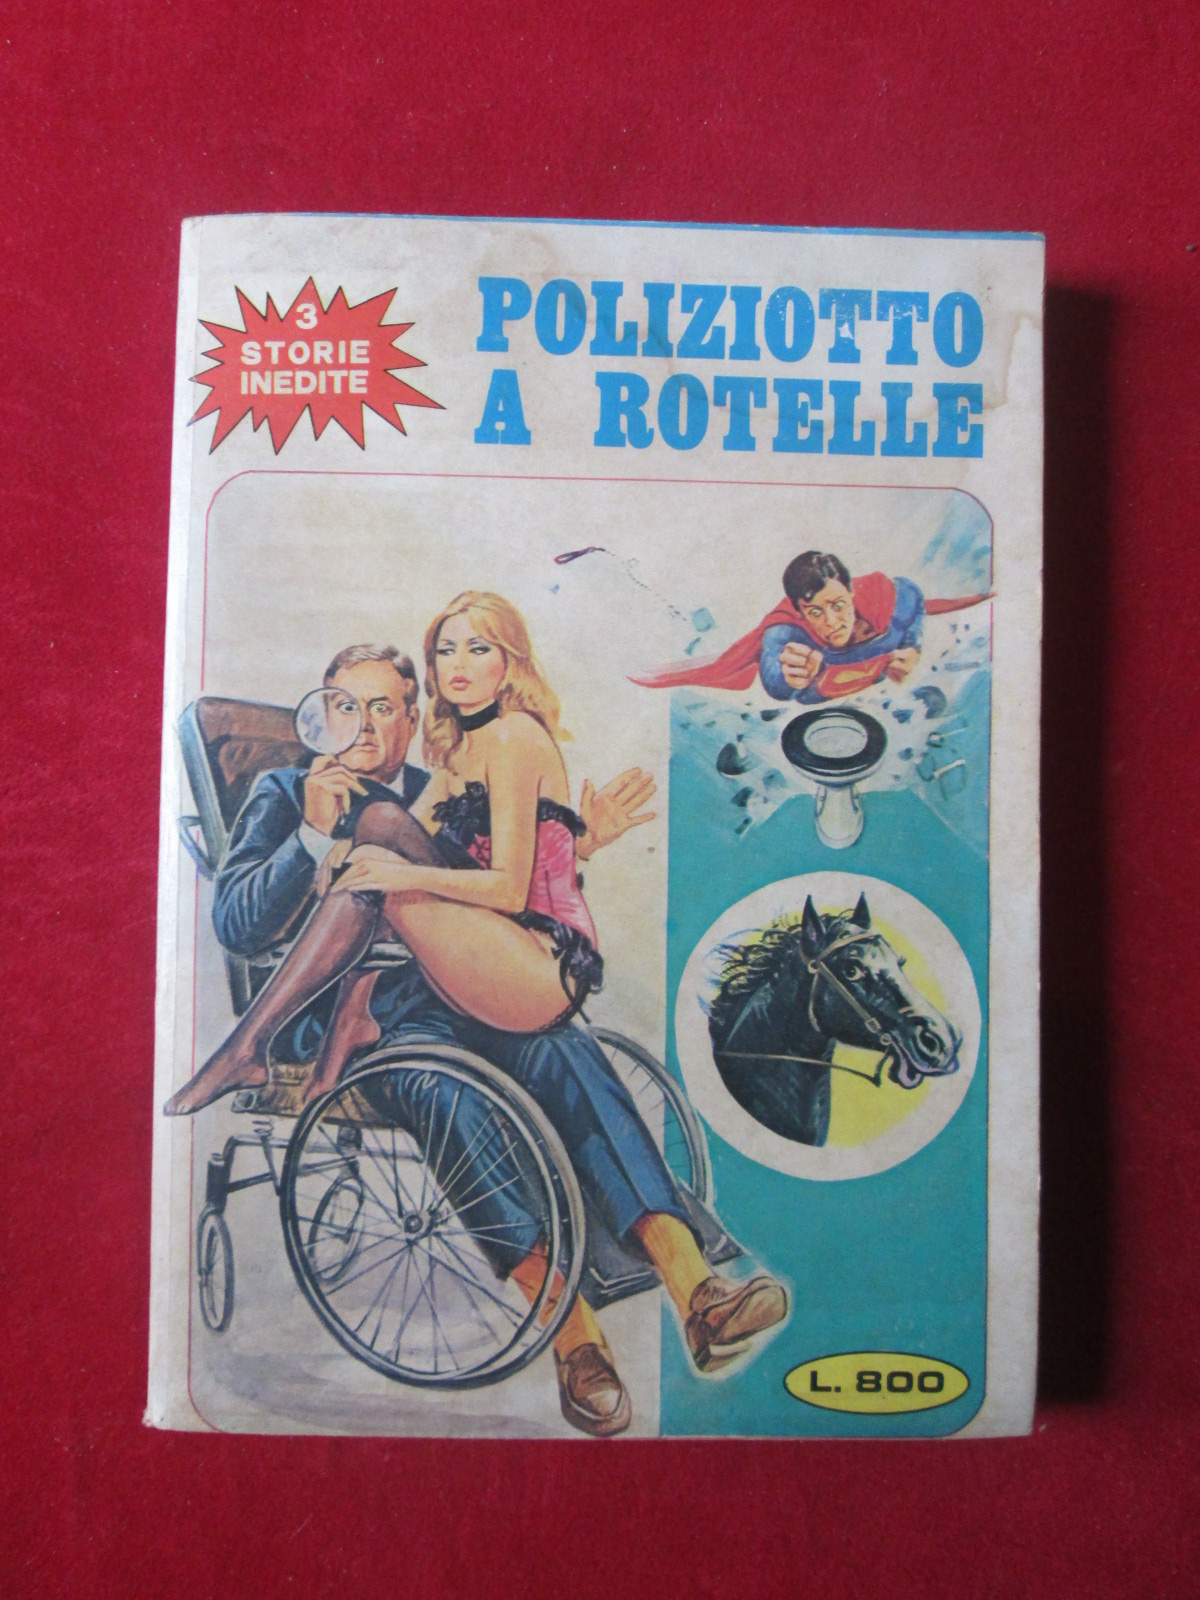 3
STORIE
INEDITE
POLIZIOTTO
A ROTELLE
L. 800